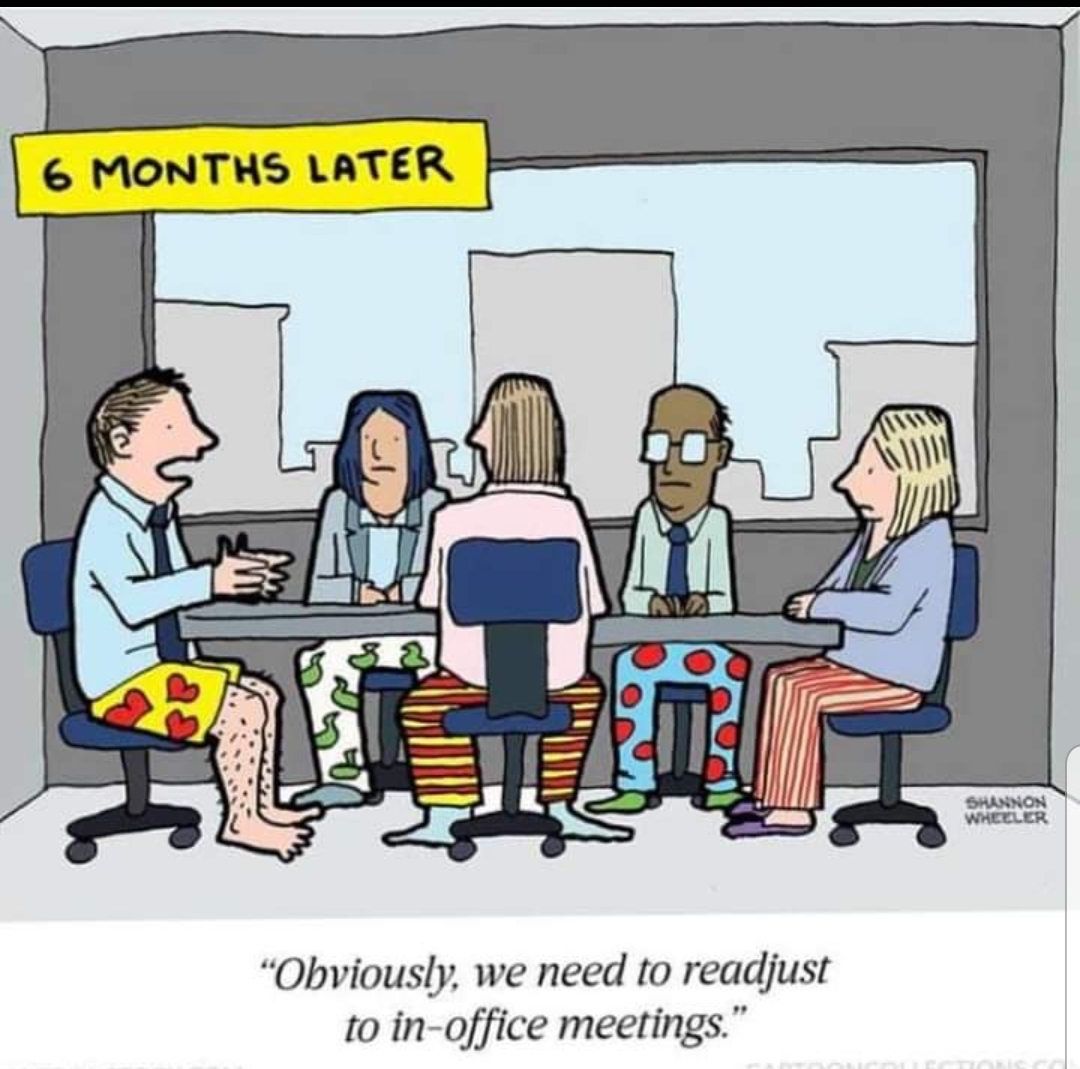 6 MONTHS LATER
SHANNON
WHEELER
“Obviously, we need to readjust
to in-office meetings.”